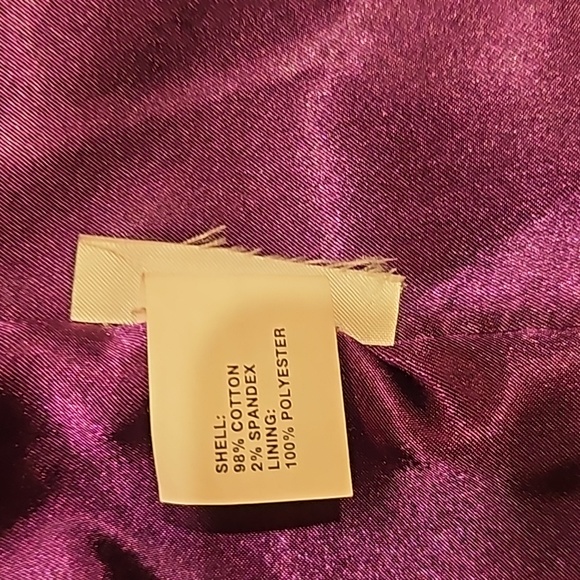 SHELL:
98% COTTON
2% SPANDEX
LINING:
100% POLYESTER